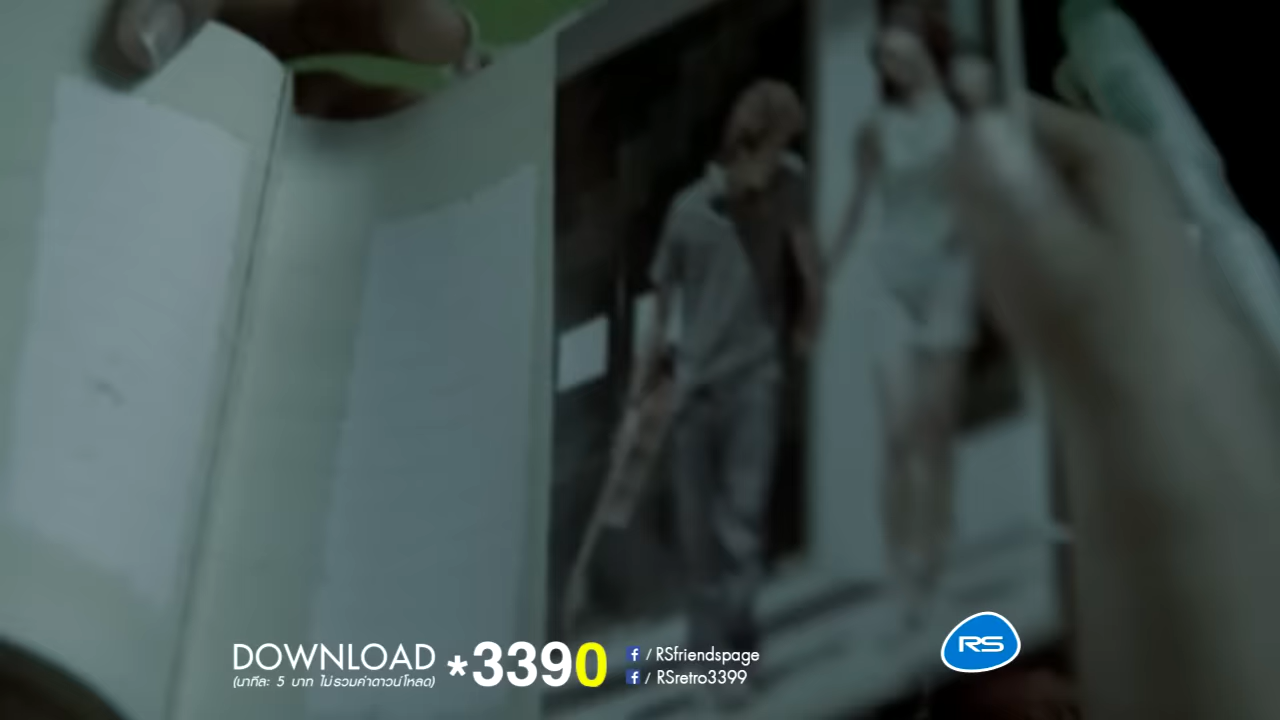 DOWNLOAD *3390
(นาทีละ 5 บาท ไม่รวมค่าดาวน์โหลด)
f / RSfriendspage
f / RSretro3399
RS